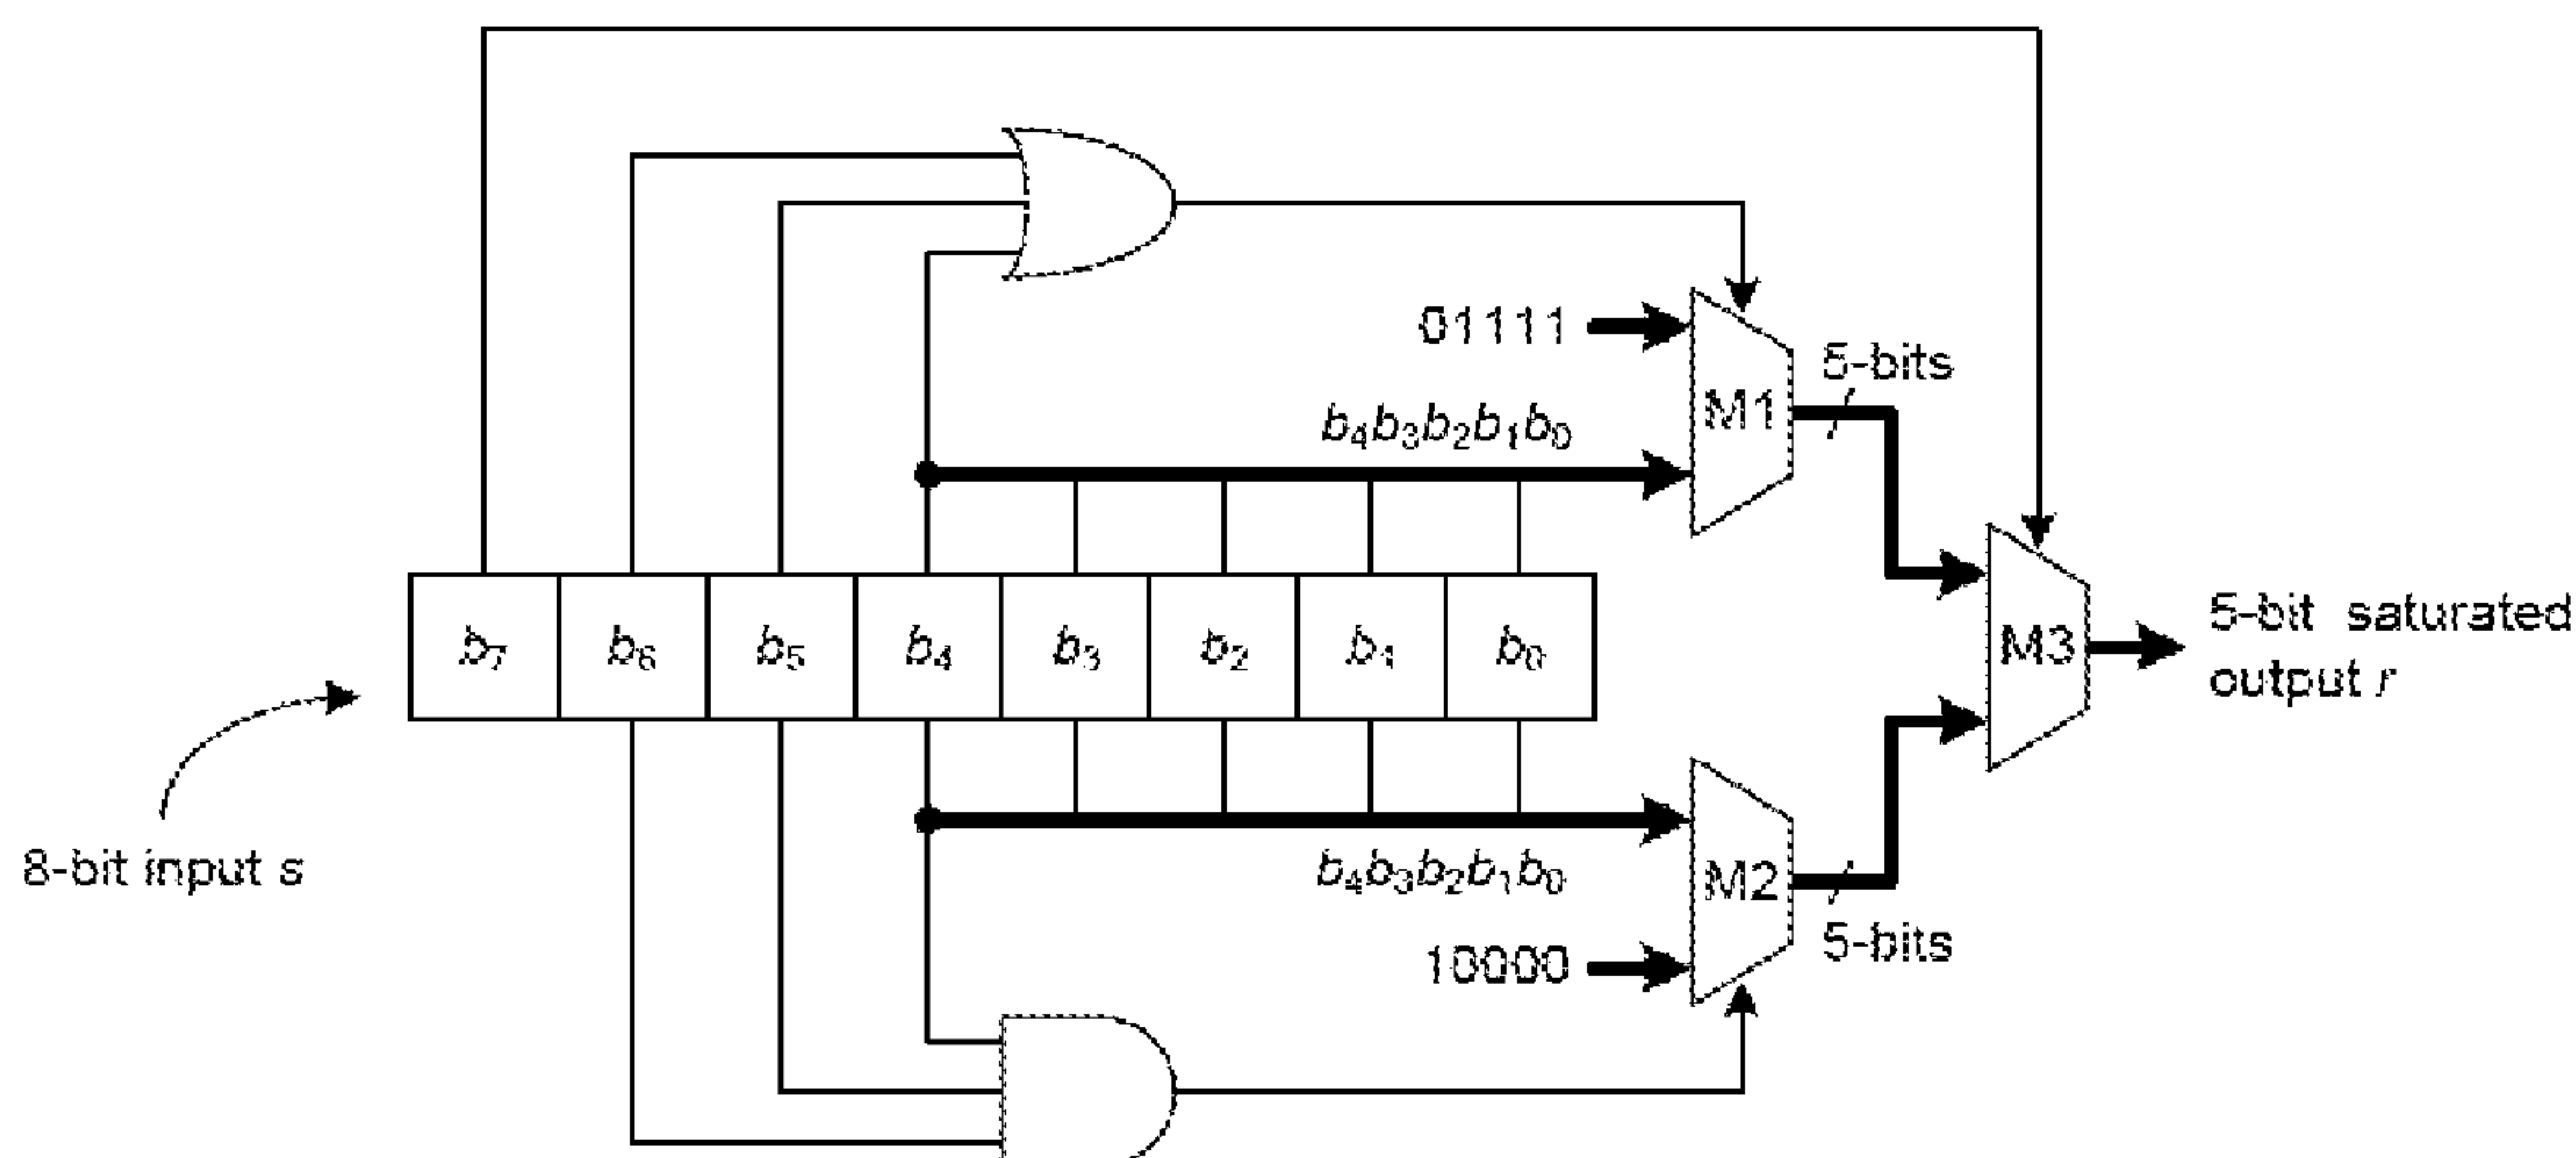 01111
5-bits
M1
b₄b₃b₂b₁b₀
b₇ b₆ b₅ b₄ b₃ b₂ b₁ b₀
M3
5-bit saturated
output r
8-bit input s
b₄b₃b₂b₁b₀
M2
10000
5-bits